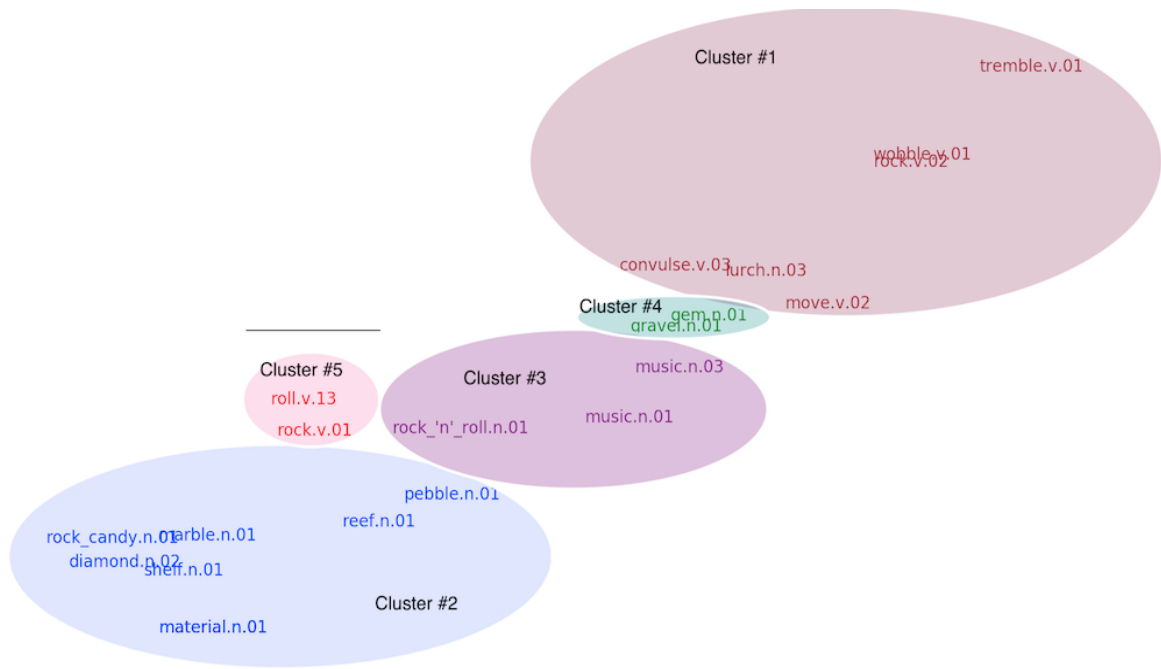 Cluster #1
tremble.v.01
wobble.v.01
rock.v.02
convulse.v.03
lurch.n.03
move.v.02
Cluster #4
gem.n.01
gravel.n.01
Cluster #5
roll.v.13
rock.v.01
Cluster #3
music.n.03
music.n.01
rock_'n'_roll.n.01
pebble.n.01
reef.n.01
rock_candy.n.01
marble.n.01
diamond.n.02
shelf.n.01
Cluster #2
material.n.01